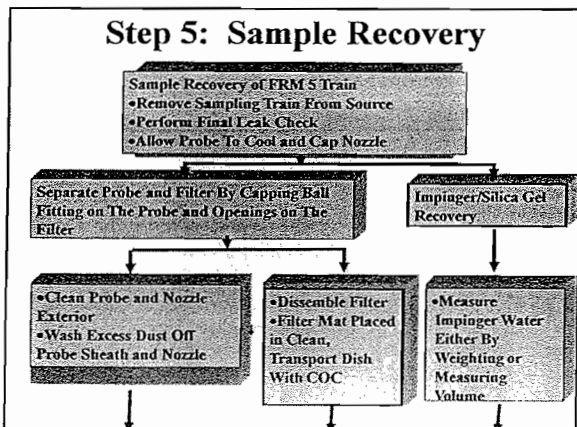 Step 5: Sample Recovery
Sample Recovery of FRM 5 Train
•Remove Sampling Train From Source
•Perform Final Leak Check
•Allow Probe To Cool and Cap Nozzle
Separate Probe and Filter By Capping Ball
Fitting on The Probe and Openings on The
Filter
Impinger/Silica Gel
Recovery
•Clean Probe and Nozzle
Exterior
•Wash Excess Dust Off
Probe Sheath and Nozzle
•Dissemble Filter
•Filter Mat Placed
in Clean,
Transport Dish
With COC
•Measure
Impinger Water
Either By
Weighting or
Measuring
Volume